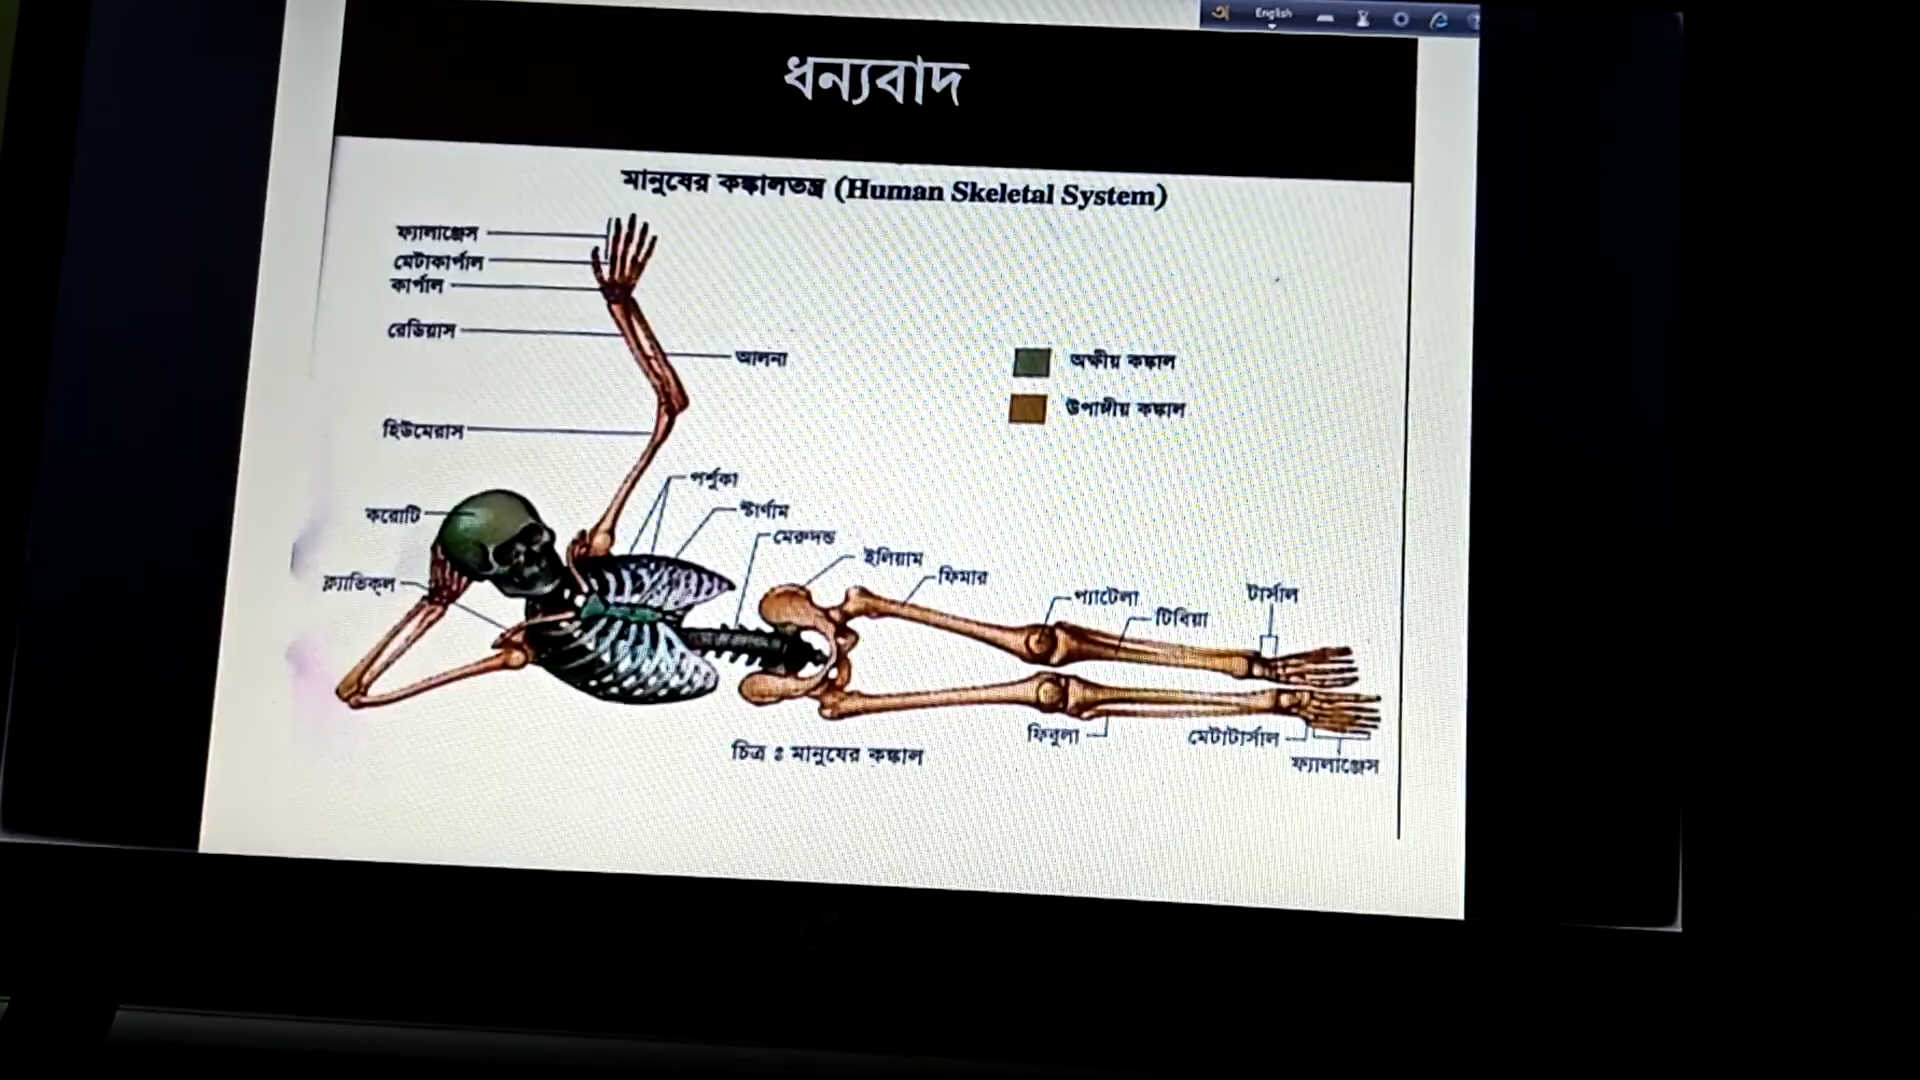 English
ধন্যবাদ
মানুষের কঙ্কালতন্ত্র (Human Skeletal System)
ফ্যালাঞ্জেস
মেটাকার্পাল
কার্পাল
রেডিয়াস
আলনা
অক্ষীয় কঙ্কাল
উপাঙ্গীয় কঙ্কাল
হিউমেরাস
পর্শুকা
স্টার্ণাম
করোটি
মেরুদন্ড
ইলিয়াম
ফিমার
ক্ল্যাভিকল
প্যাটেলা
টিবিয়া
টার্সাল
ফিবুলা
মেটাটার্সাল
ফ্যালাঞ্জেস
চিত্র ঃ মানুষের কঙ্কাল